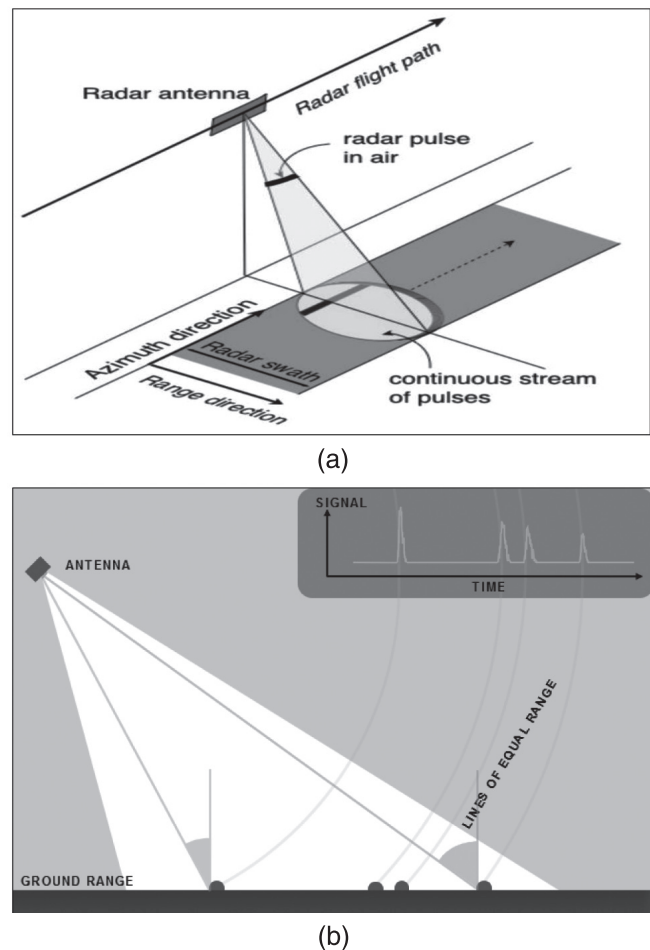 Radar antenna
Radar flight path
radar pulse
in air
Azimuth direction
Radar swath
Range direction
continuous stream
of pulses
(a)
SIGNAL
TIME
ANTENNA
LINES OF EQUAL RANGE
GROUND RANGE
(b)